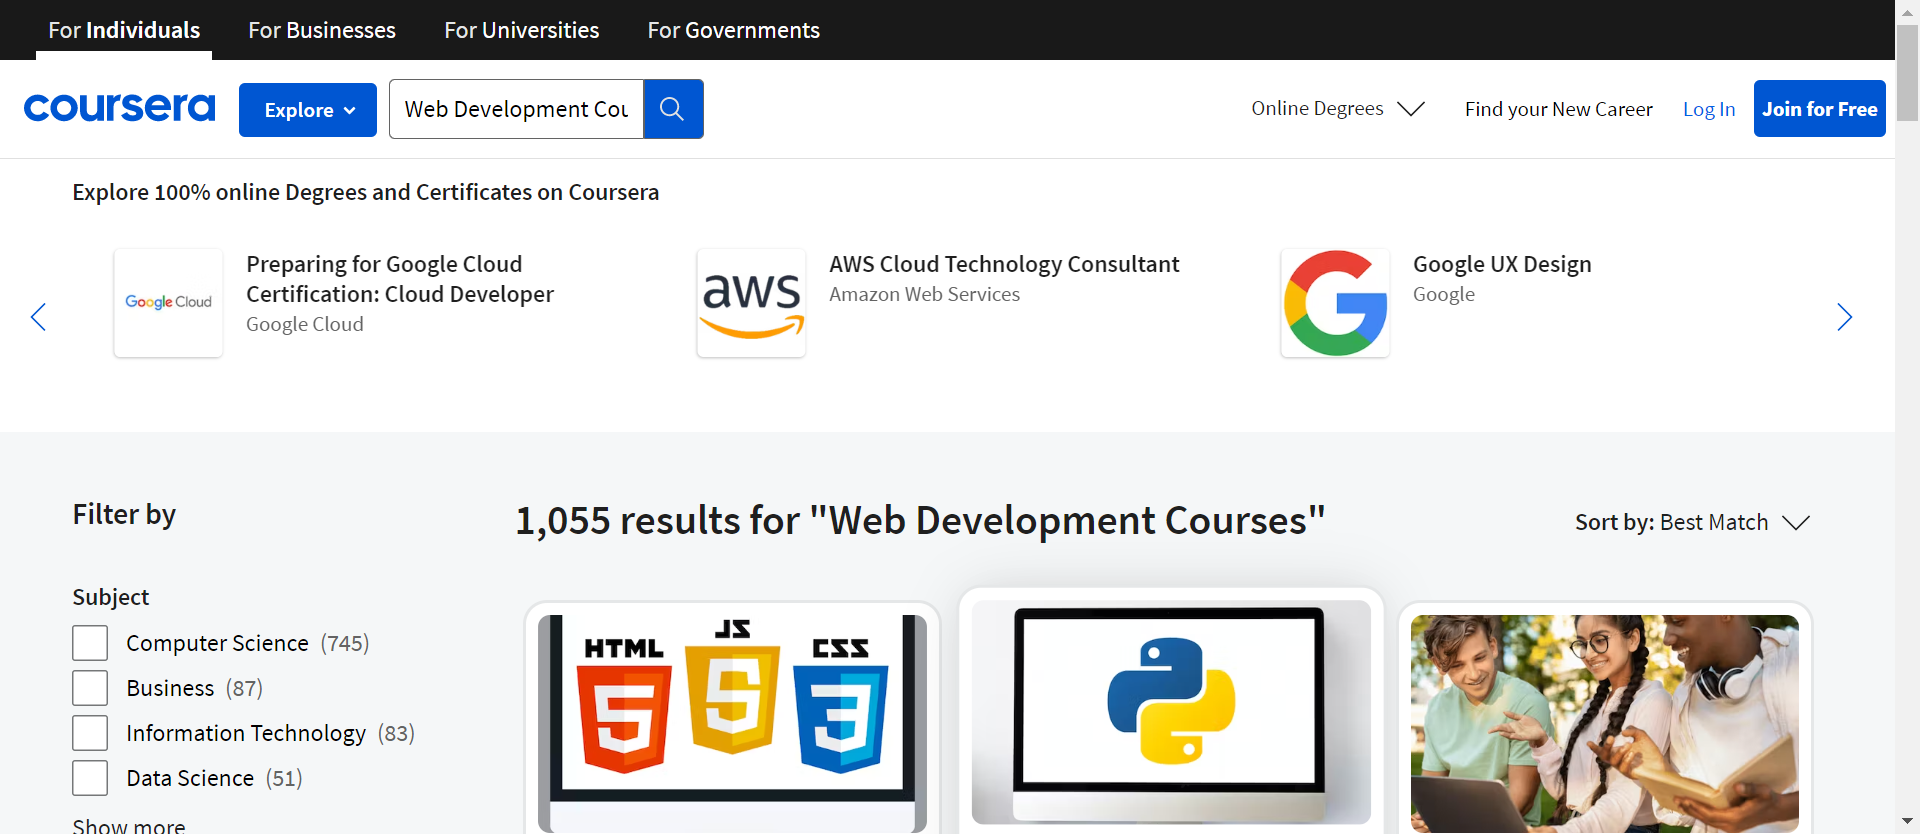 For Individuals
For Businesses
For Universities
For Governments
coursera
Explore
Web Development Cou
Online Degrees
Find your New Career
Log In
Join for Free
Explore 100% online Degrees and Certificates on Coursera
Google Cloud
Preparing for Google Cloud
Certification: Cloud Developer
Google Cloud
aws
AWS Cloud Technology Consultant
Amazon Web Services
G
Google UX Design
Google
Filter by
1,055 results for "Web Development Courses"
Sort by: Best Match
Subject
Computer Science (745)
Business (87)
Information Technology (83)
Data Science (51)
Show more
HTML
JS
CSS
5
5
3